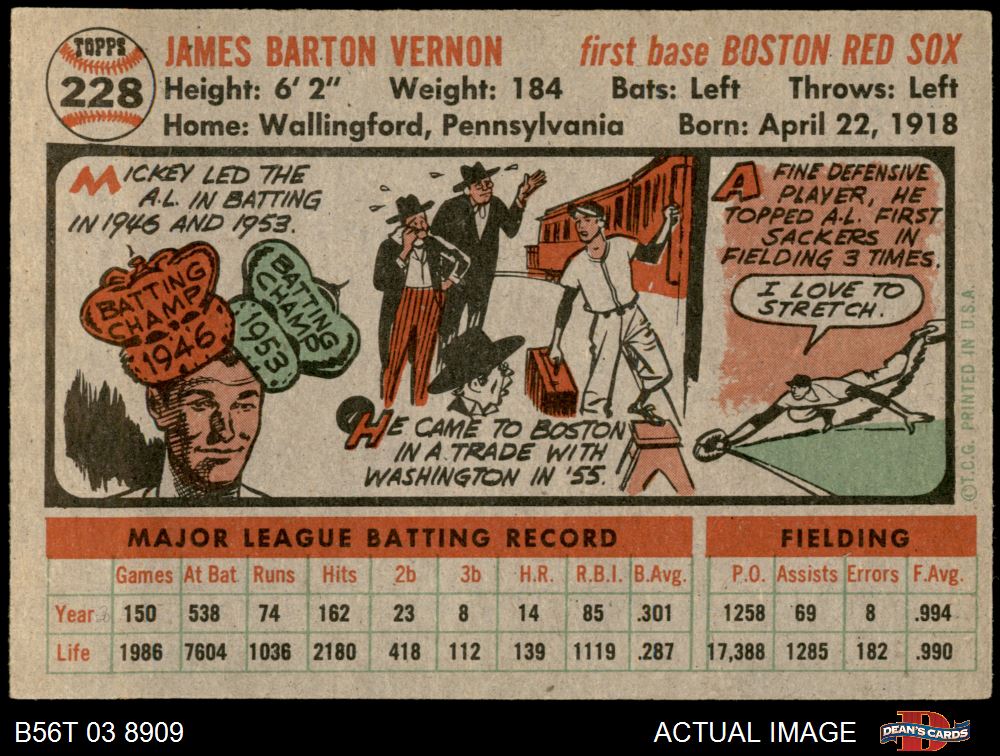 TOPPS
228
JAMES BARTON VERNON first base BOSTON RED SOX
Height: 6' 2" Weight: 184 Bats: Left Throws: Left
Home: Wallingford, Pennsylvania Born: April 22, 1918
MICKEY LED THE
A.L. IN BATTING
IN 1946 AND 1953.
BATTING
CHAMP
1946
BATTING
CHAMP
1953
HE CAME TO BOSTON
IN A TRADE WITH
WASHINGTON IN '55.
A FINE DEFENSIVE
PLAYER, HE
TOPPED A.L. FIRST
SACKERS IN
FIELDING 3 TIMES.
I LOVE TO
STRETCH.
©T.C.G. PRINTED IN U.S.A.
MAJOR LEAGUE BATTING RECORD FIELDING
Games At Bat Runs Hits 2b 3b H.R. R.B.I. B.Avg. P.O. Assists Errors F.Avg.
Year 150 538 74 162 23 8 14 85 .301 1258 69 8 .994
Life 1986 7604 1036 2180 418 112 139 1119 .287 17,388 1285 182 .990
B56T 03 8909 ACTUAL IMAGE
D
DEAN'S CARDS